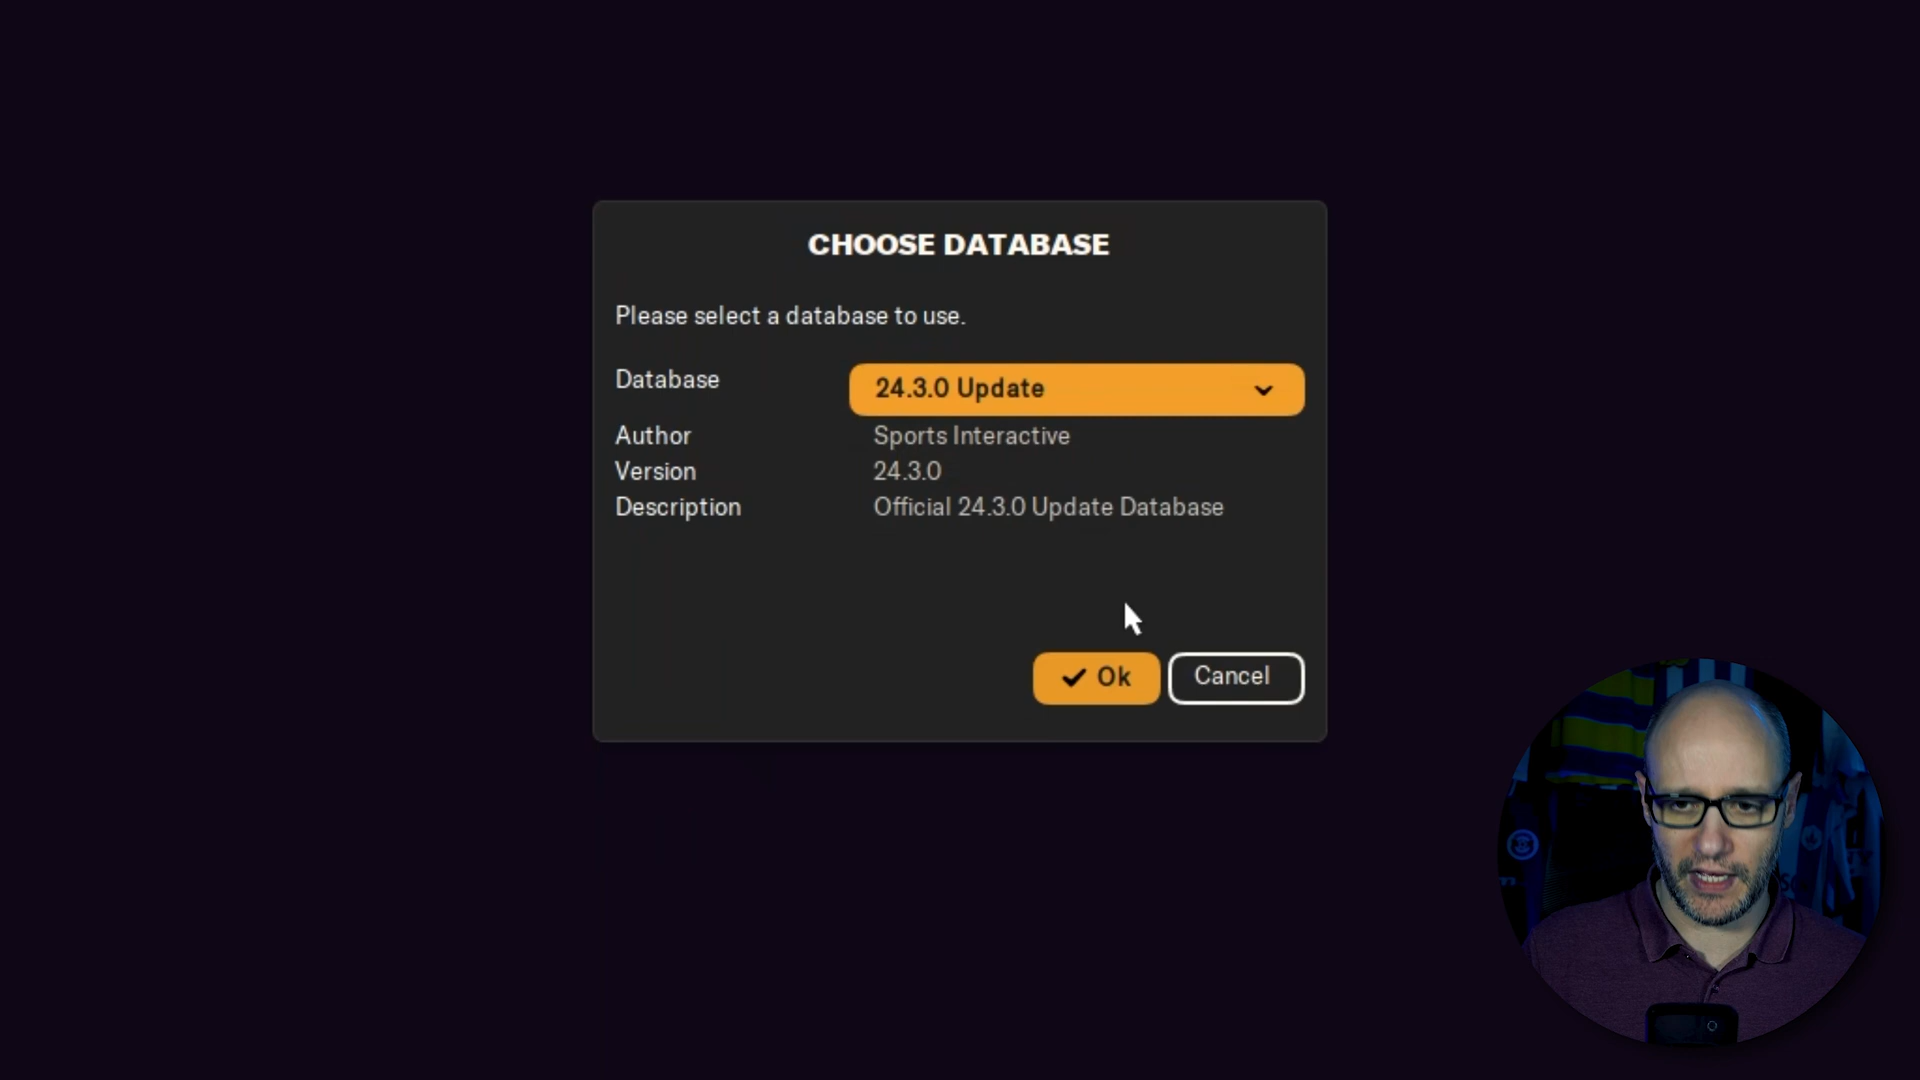 CHOOSE DATABASE
Please select a database to use.
Database 24.3.0 Update
Author Sports Interactive
Version 24.3.0
Description Official 24.3.0 Update Database
Ok Cancel